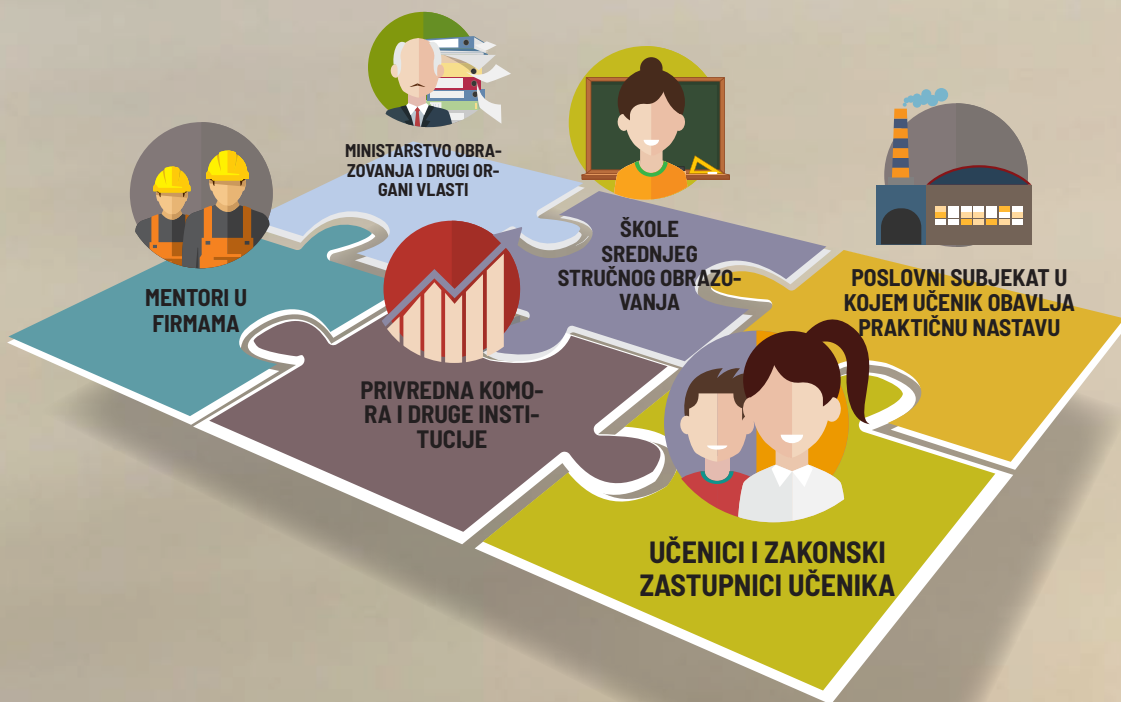 MINISTARSTVO OBRA-
ZOVANJA I DRUGI OR-
GANI VLASTI
ŠKOLE
SREDNJEG
STRUČNOG OBRAZO-
VANJA
POSLOVNI SUBJEKAT U
KOJEM UČENIK OBAVLJA
PRAKTIČNU NASTAVU
MENTORI U
FIRMAMA
PRIVREDNA KOMO-
RA I DRUGE INSTI-
TUCIJE
UČENICI I ZAKONSKI
ZASTUPNICI UČENIKA